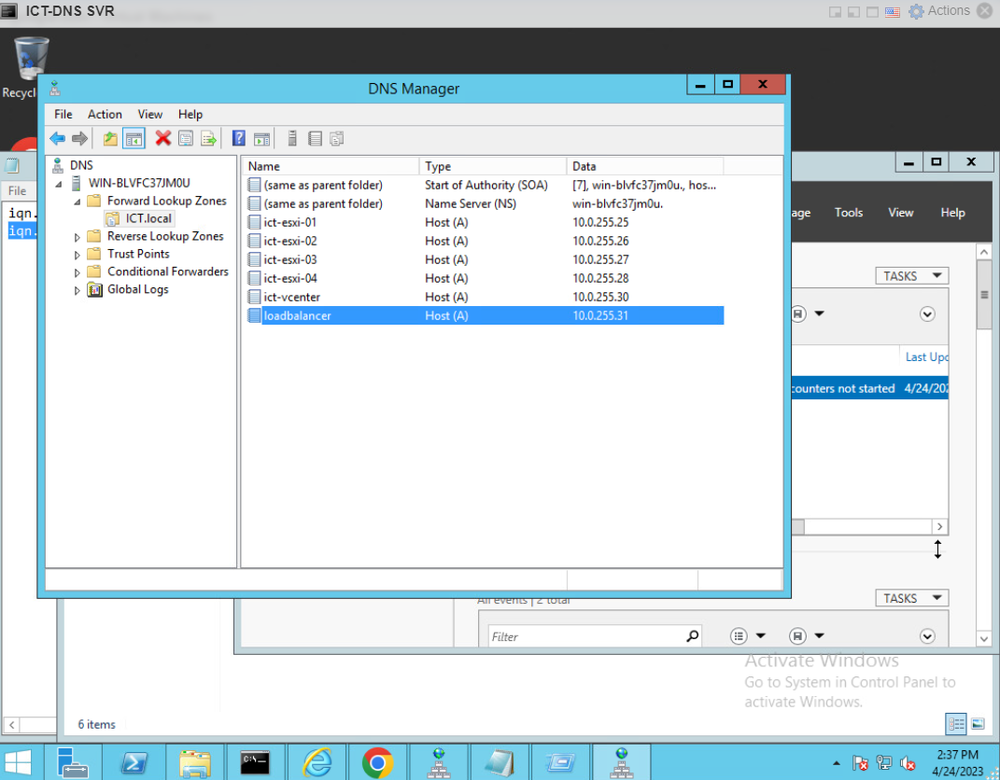 ICT-DNS SVR
Actions
DNS Manager
File Action View Help
DNS
WIN-BLVFC37JM0U
Forward Lookup Zones
ICT.local
Reverse Lookup Zones
Trust Points
Conditional Forwarders
Global Logs
Name Type Data
(same as parent folder) Start of Authority (SOA) [7], win-blvfc37jm0u., hos...
(same as parent folder) Name Server (NS) win-blvfc37jm0u.
ict-esxi-01 Host (A) 10.0.255.25
ict-esxi-02 Host (A) 10.0.255.26
ict-esxi-03 Host (A) 10.0.255.27
ict-esxi-04 Host (A) 10.0.255.28
ict-vcenter Host (A) 10.0.255.30
loadbalancer Host (A) 10.0.255.31
Recycl
File
iqn.
iqn.
age Tools View Help
TASKS
Last Upd
counters not started 4/24/202
All events | 2 total
TASKS
Filter
Activate Windows
Go to System in Control Panel to
activate Windows.
6 items
2:37 PM
4/24/2023